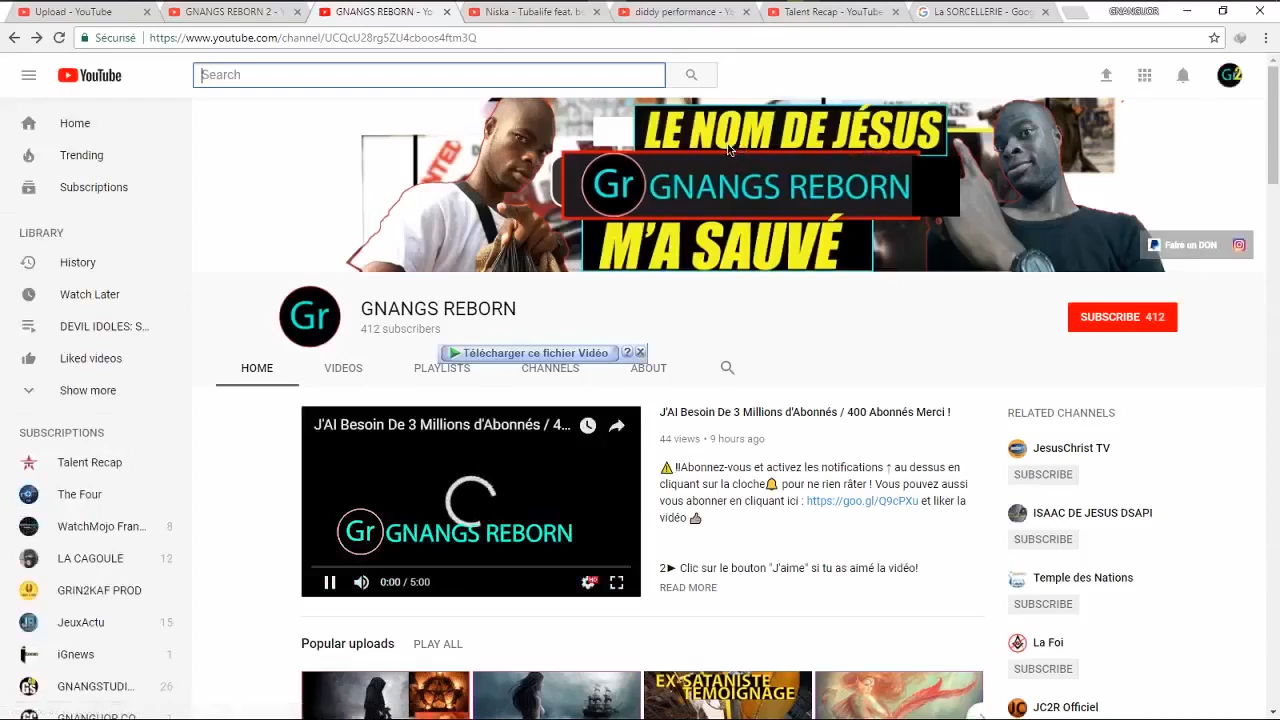 Upload - YouTube
GNANGS REBORN 2 - Y
GNANGS REBORN - Yo
Niska - Tubalife feat. b
diddy performance - Yo
Talent Recap - YouTube
La SORCELLERIE - Goog
GNANGUOR
Sécurisé
https://www.youtube.com/channel/UCQcU28rg5ZU4cboos4ftm3Q
YouTube
Search
Home
Trending
Subscriptions
LIBRARY
History
Watch Later
DEVIL IDOLES: S...
Liked videos
Show more
SUBSCRIPTIONS
Talent Recap
The Four
WatchMojo Fran... 8
LA CAGOULE 12
GRIN2KAF PROD
JeuxActu 15
iGnews 1
GNANGSTUDI... 26
GNANGUOR CO
LE NOM DE JÉSUS
Gr GNANGS REBORN
M'A SAUVÉ
Faire un DON
Gr
GNANGS REBORN
412 subscribers
SUBSCRIBE 412
Télécharger ce fichier Vidéo ?
HOME VIDEOS PLAYLISTS CHANNELS ABOUT
J'AI Besoin De 3 Millions d'Abonnés / 4...
Gr GNANGS REBORN
0:00 / 5:00
HD
J'AI Besoin De 3 Millions d'Abonnés / 400 Abonnés Merci !
44 views • 9 hours ago
⚠‼Abonnez-vous et activez les notifications ↑ au dessus en
cliquant sur la cloche🔔 pour ne rien râter ! Vous pouvez aussi
vous abonner en cliquant ici : https://goo.gl/Q9cPXu et liker la
vidéo 👍
2► Clic sur le bouton "J'aime" si tu as aimé la vidéo!
READ MORE
RELATED CHANNELS
JesusChrist TV
SUBSCRIBE
ISAAC DE JESUS DSAPI
SUBSCRIBE
Temple des Nations
SUBSCRIBE
La Foi
SUBSCRIBE
JC2R Officiel
Popular uploads PLAY ALL
EX-SATANISTE
TEMOIGNAGE